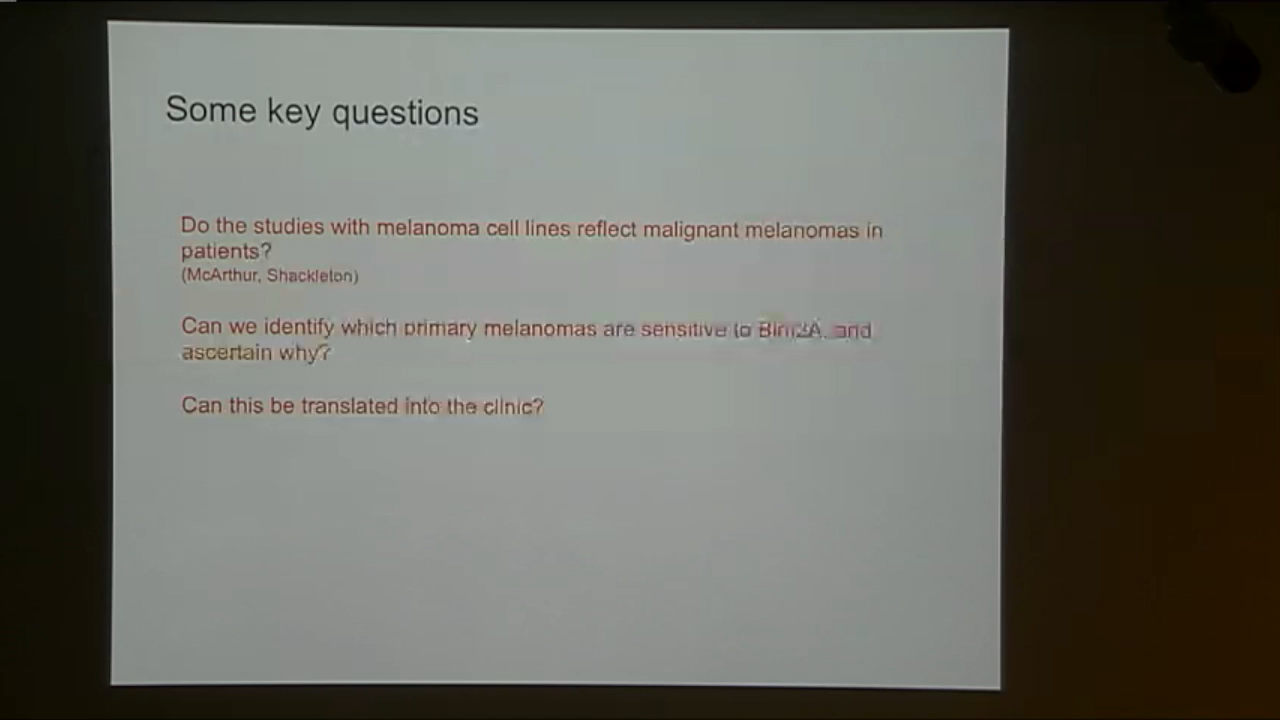 Some key questions
Do the studies with melanoma cell lines reflect malignant melanomas in
patients?
(McArthur, Shackleton)
Can we identify which primary melanomas are sensitive to Bim2A, and
ascertain why?
Can this be translated into the clinic?